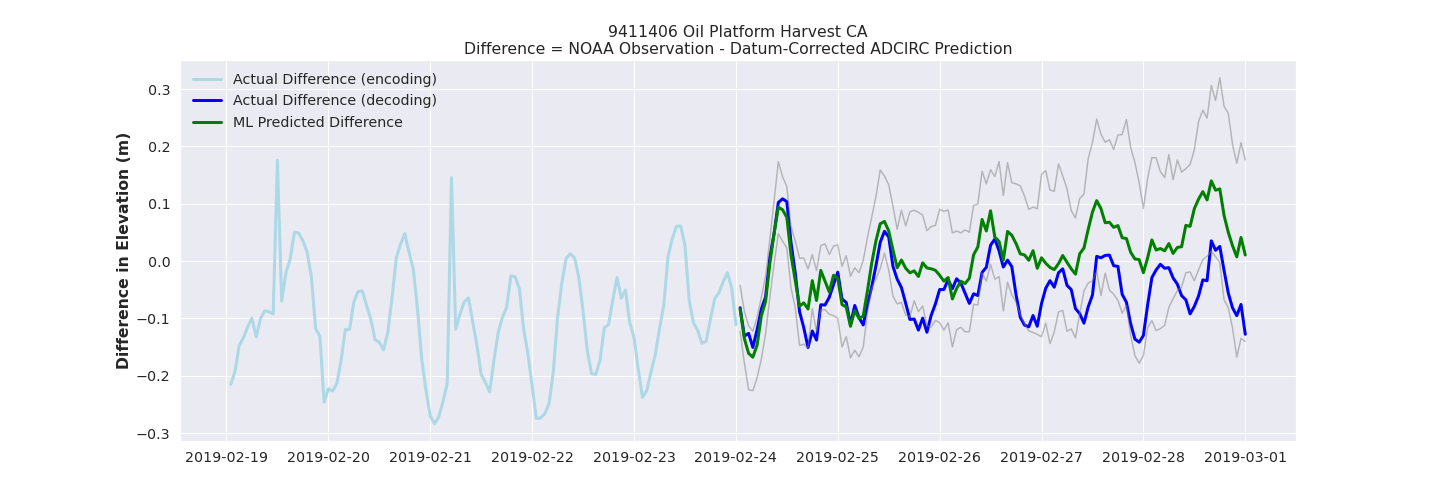 9411406 Oil Platform Harvest CA
Difference = NOAA Observation - Datum-Corrected ADCIRC Prediction
Actual Difference (encoding)
Actual Difference (decoding)
ML Predicted Difference
Difference in Elevation (m)
0.3
0.2
0.1
0.0
−0.1
−0.2
−0.3
2019-02-19 2019-02-20 2019-02-21 2019-02-22 2019-02-23 2019-02-24 2019-02-25 2019-02-26 2019-02-27 2019-02-28 2019-03-01